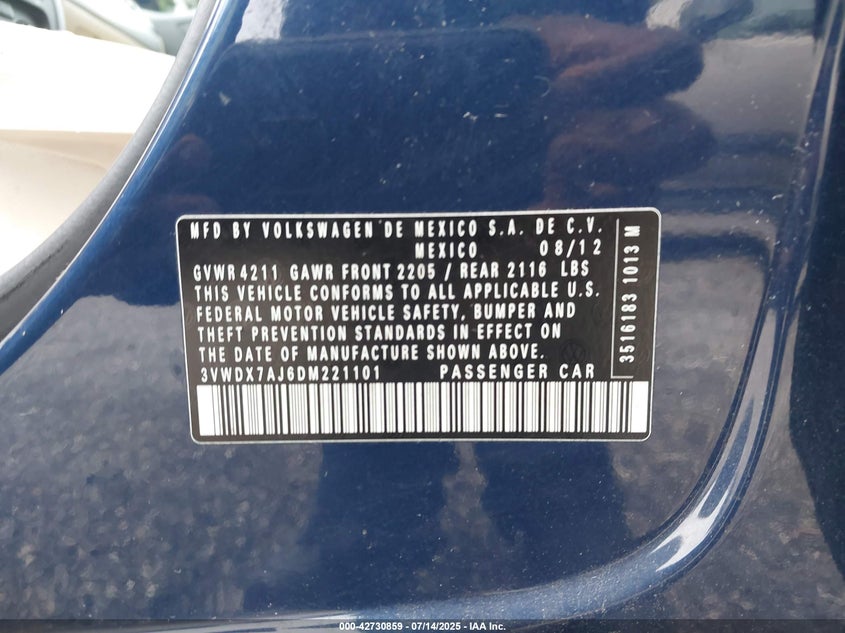 MFD BY VOLKSWAGEN DE MEXICO S.A. DE C.V.
MEXICO 08/12
GVWR 4211 GAWR FRONT 2205 / REAR 2116 LBS
THIS VEHICLE CONFORMS TO ALL APPLICABLE U.S.
FEDERAL MOTOR VEHICLE SAFETY, BUMPER AND
THEFT PREVENTION STANDARDS IN EFFECT ON
THE DATE OF MANUFACTURE SHOWN ABOVE.
3VWDX7AJ6DM221101 PASSENGER CAR
3516183 1013 M
000-42730859 - 07/14/2025 - IAA Inc.